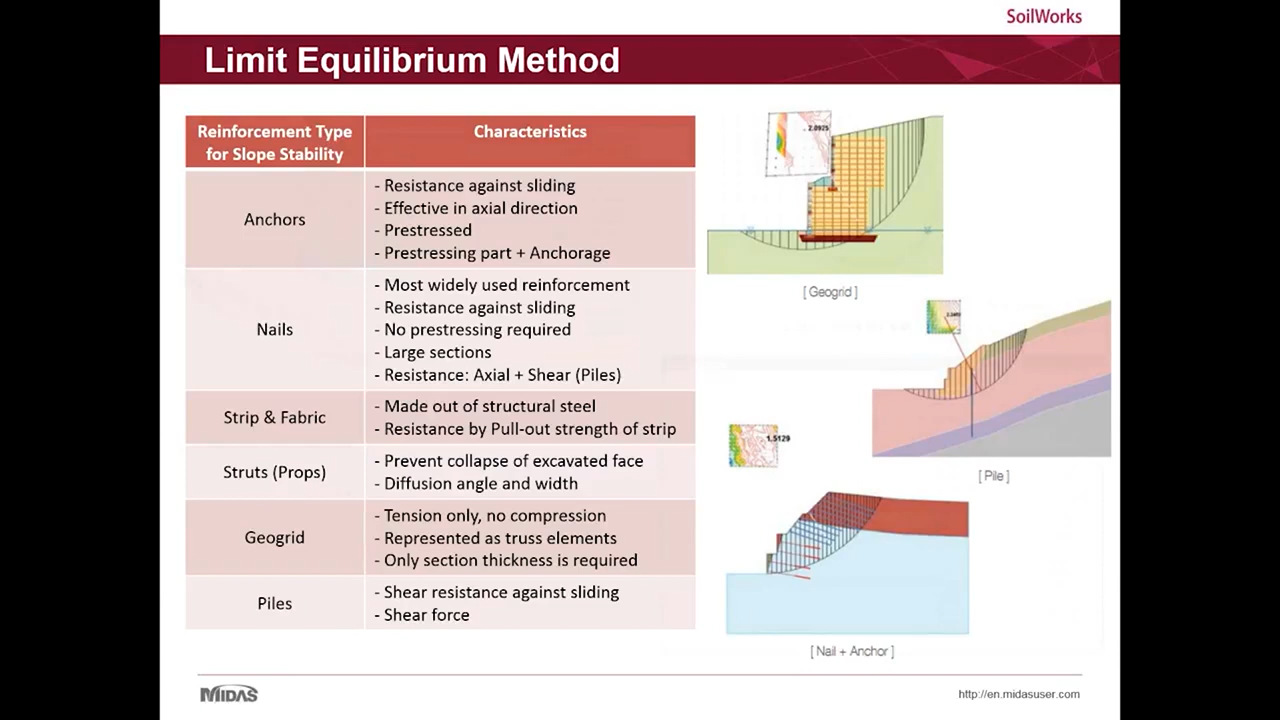 SoilWorks
Limit Equilibrium Method
Reinforcement Type
for Slope Stability
Characteristics
Anchors
- Resistance against sliding
- Effective in axial direction
- Prestressed
- Prestressing part + Anchorage
Nails
- Most widely used reinforcement
- Resistance against sliding
- No prestressing required
- Large sections
- Resistance: Axial + Shear (Piles)
Strip & Fabric
- Made out of structural steel
- Resistance by Pull-out strength of strip
Struts (Props)
- Prevent collapse of excavated face
- Diffusion angle and width
Geogrid
- Tension only, no compression
- Represented as truss elements
- Only section thickness is required
Piles
- Shear resistance against sliding
- Shear force
2.0925
[ Geogrid ]
[ Pile ]
1.5129
[ Nail + Anchor ]
MIDAS
http://en.midasuser.com